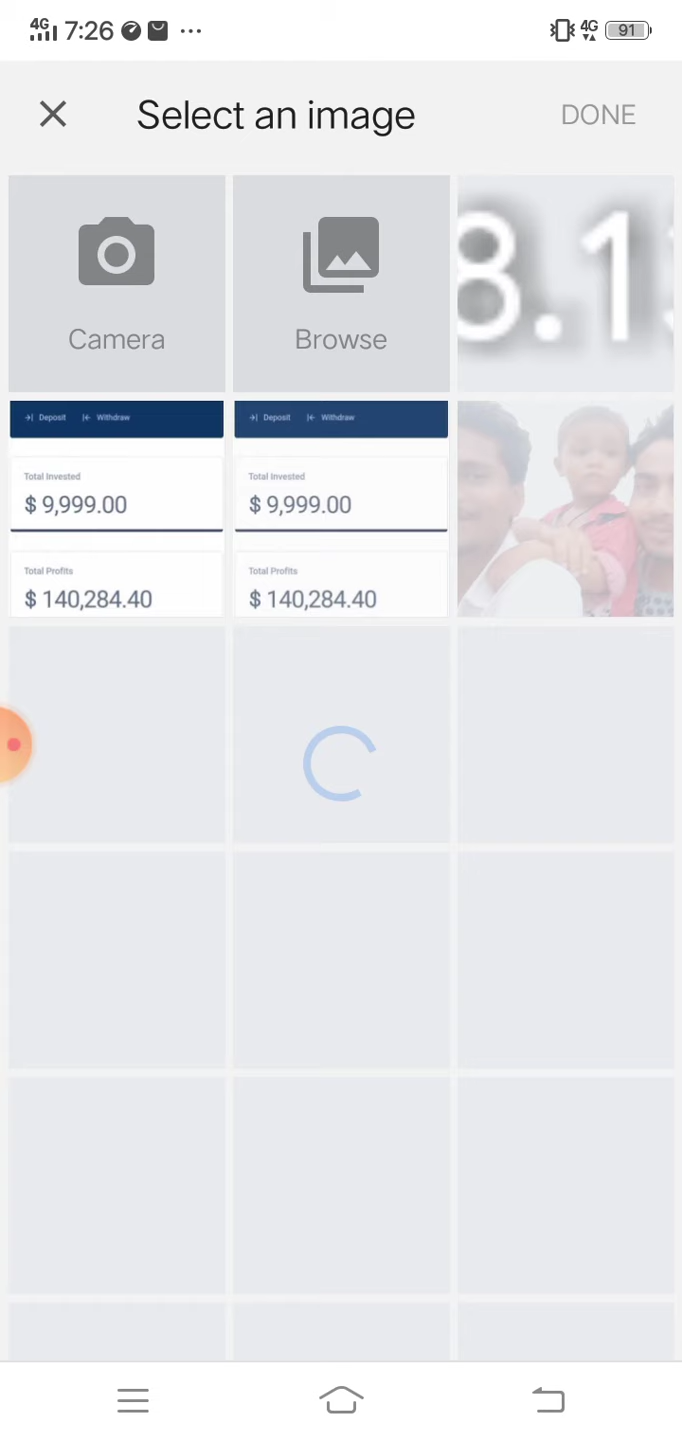 4G 7:26 ... 4G 91
Select an image DONE
Camera Browse 8.1
Deposit Withdraw Deposit Withdraw
Total Invested Total Invested
$ 9,999.00 $ 9,999.00
Total Profits Total Profits
$ 140,284.40 $ 140,284.40